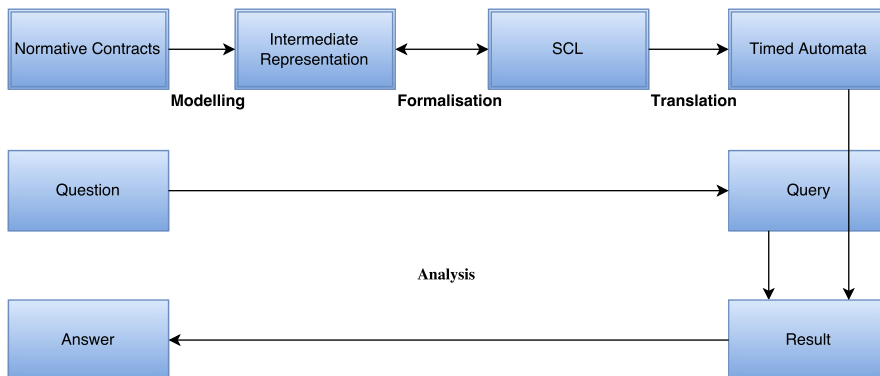 Normative Contracts
Intermediate
Representation
SCL
Timed Automata
Modelling
Formalisation
Translation
Question
Query
Analysis
Answer
Result